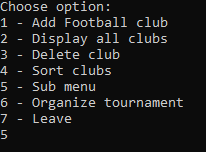 Choose option:
1 - Add Football club
2 - Display all clubs
3 - Delete club
4 - Sort clubs
5 - Sub menu
6 - Organize tournament
7 - Leave
5